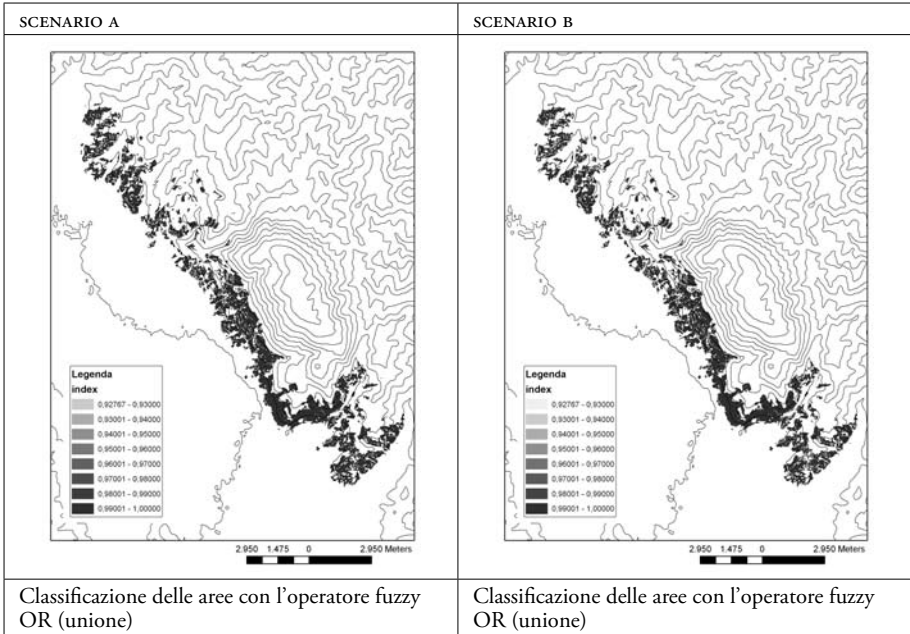 SCENARIO A
SCENARIO B
Legenda
index
0,92767 - 0,93000
0,93001 - 0,94000
0,94001 - 0,95000
0,95001 - 0,96000
0,96001 - 0,97000
0,97001 - 0,98000
0,98001 - 0,99000
0,99001 - 1,00000
2.950 1.475 0 2.950 Meters
Legenda
index
0,92767 - 0,93000
0,93001 - 0,94000
0,94001 - 0,95000
0,95001 - 0,96000
0,96001 - 0,97000
0,97001 - 0,98000
0,98001 - 0,99000
0,99001 - 1,00000
2.950 1.475 0 2.950 Meters
Classificazione delle aree con l'operatore fuzzy
OR (unione)
Classificazione delle aree con l'operatore fuzzy
OR (unione)